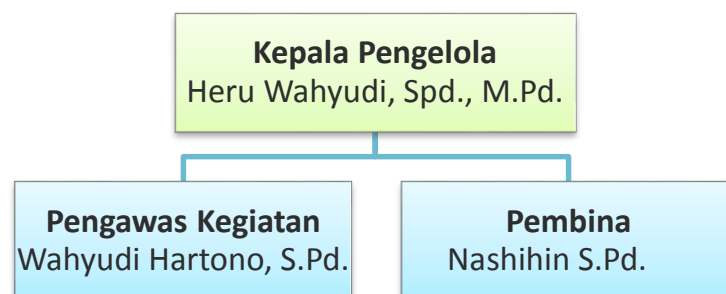 Kepala Pengelola
Heru Wahyudi, Spd., M.Pd.
Pengawas Kegiatan
Wahyudi Hartono, S.Pd.
Pembina
Nashihin S.Pd.